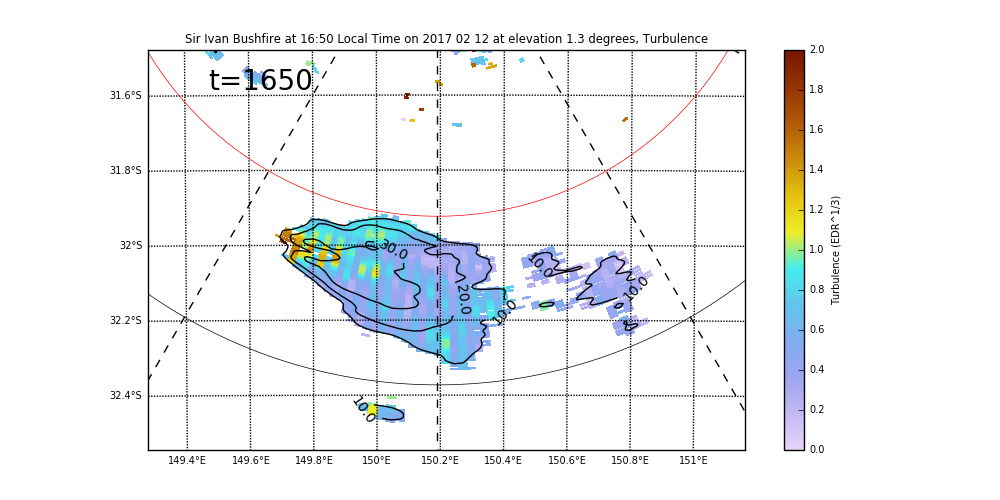 Sir Ivan Bushfire at 16:50 Local Time on 2017 02 12 at elevation 1.3 degrees, Turbulence
t=1650
31.6°S
31.8°S
32°S
32.2°S
32.4°S
149.4°E 149.6°E 149.8°E 150°E 150.2°E 150.4°E 150.6°E 150.8°E 151°E
30.0
20.0
10.0
10.0
10.0
10.0
2.0
1.8
1.6
1.4
1.2
1.0
0.8
0.6
0.4
0.2
0.0
Turbulence (EDR^1/3)